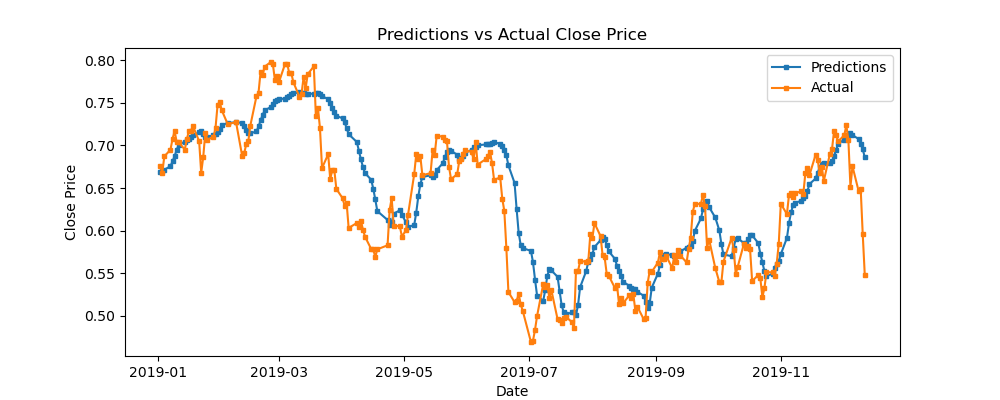 Predictions vs Actual Close Price
Predictions
Actual
Close Price
0.80
0.75
0.70
0.65
0.60
0.55
0.50
2019-01 2019-03 2019-05 2019-07 2019-09 2019-11
Date